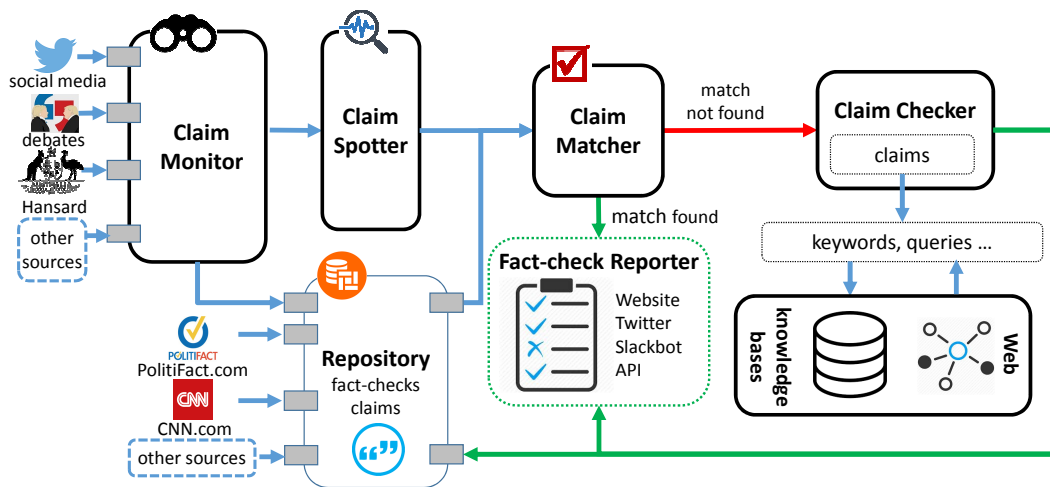 social media
debates
AUSTRALIA
Hansard
other
sources
Claim
Monitor
Claim
Spotter
Claim
Matcher
match
not found
Claim Checker
claims
match found
keywords, queries ...
knowledge
bases
Web
Fact-check Reporter
Website
Twitter
Slackbot
API
POLITIFACT
PolitiFact.com
CNN
CNN.com
other sources
Repository
fact-checks
claims